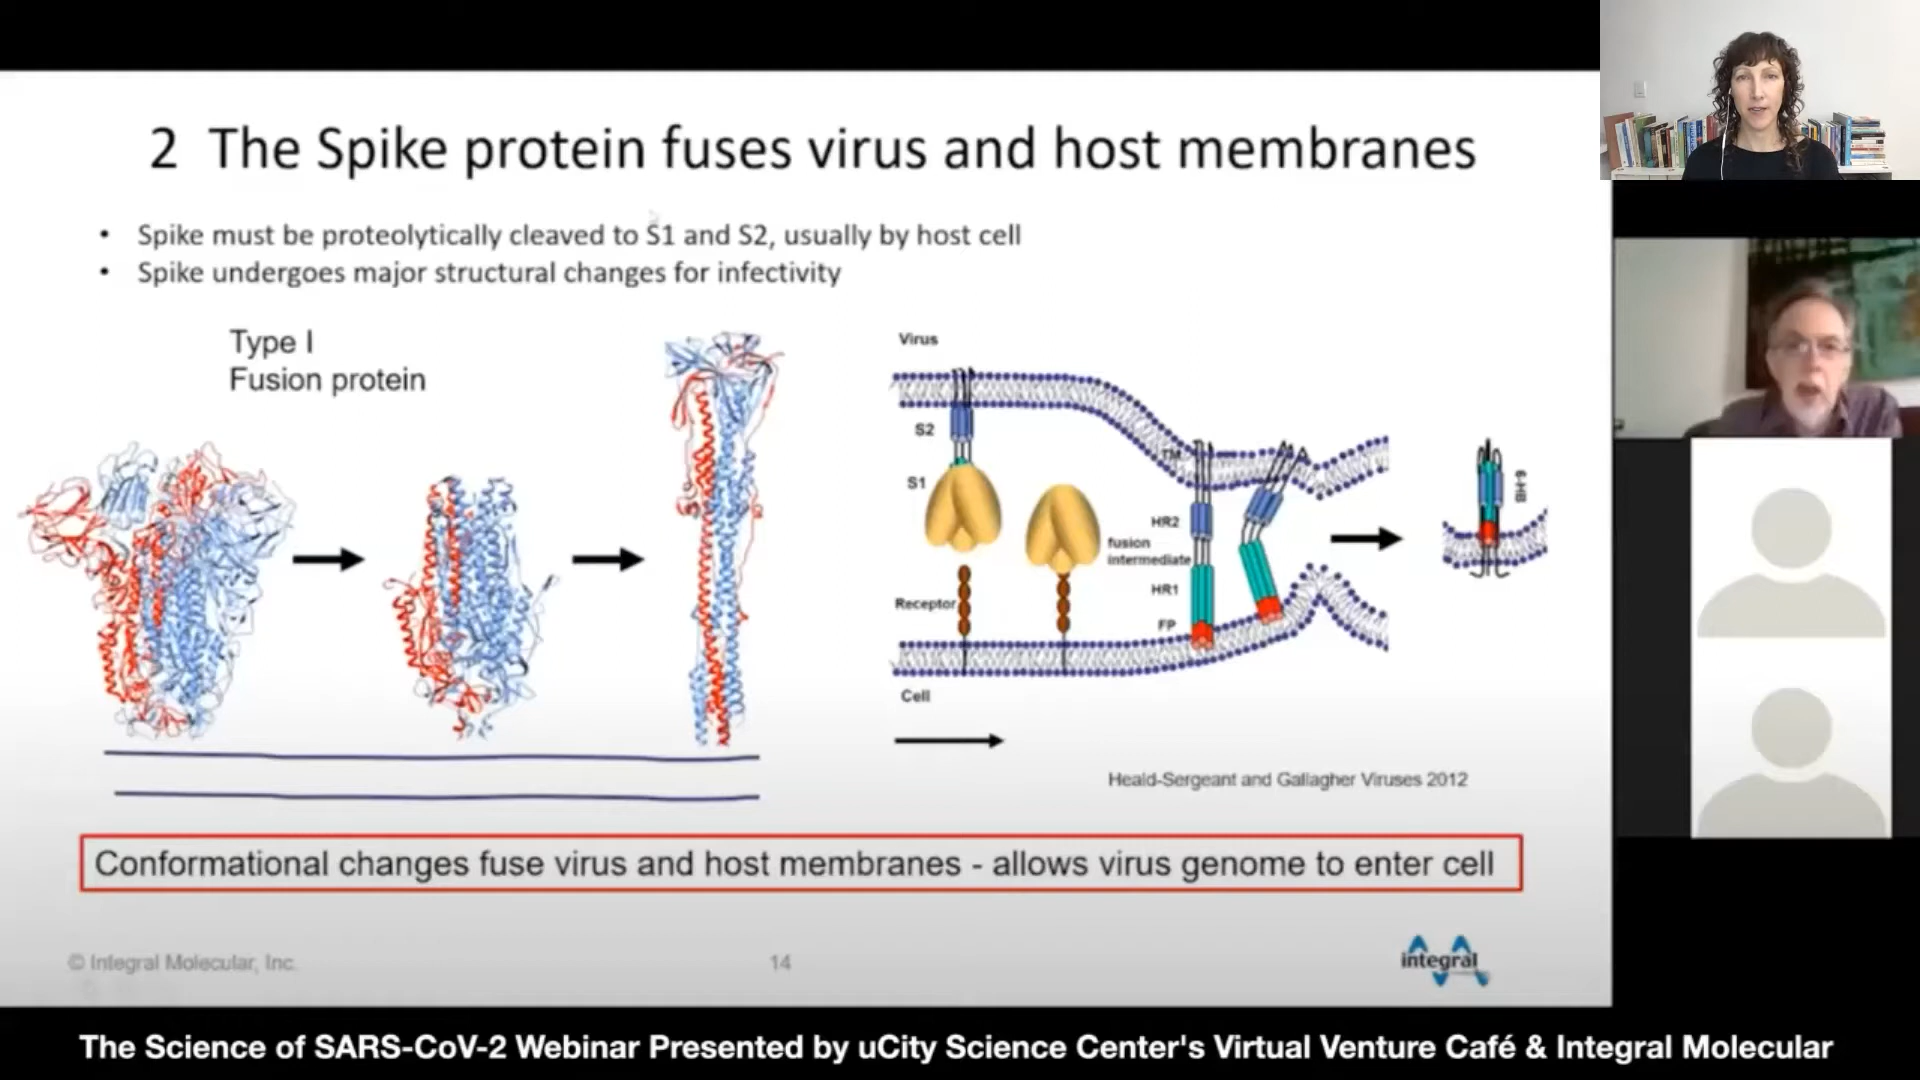 2 The Spike protein fuses virus and host membranes
• Spike must be proteolytically cleaved to S1 and S2, usually by host cell
• Spike undergoes major structural changes for infectivity
Type I
Fusion protein
Virus
S2
S1
Receptor
Cell
TM
HR2
fusion
intermediate
HR1
FP
6-HB
Heald-Sergeant and Gallagher Viruses 2012
Conformational changes fuse virus and host membranes - allows virus genome to enter cell
© Integral Molecular, Inc.
14
integral
The Science of SARS-CoV-2 Webinar Presented by uCity Science Center's Virtual Venture Café & Integral Molecular